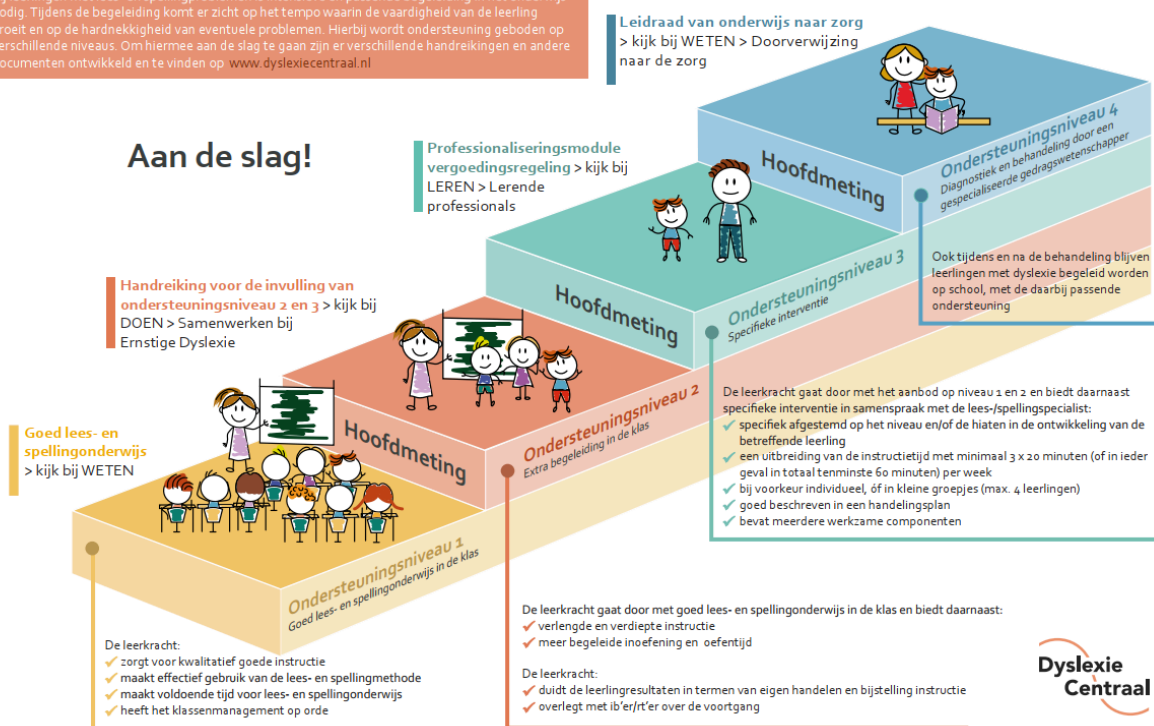 odig. Tijdens de begeleiding komt er zicht op het tempo waarin de vaardigheid van de leerling
roeit en op de hardnekkigheid van eventuele problemen. Hierbij wordt ondersteuning geboden op
erschillende niveaus. Om hiermee aan de slag te gaan zijn er verschillende handreikingen en andere
ocumenten ontwikkeld en te vinden op www.dyslexiecentraal.nl
Leidraad van onderwijs naar zorg
> kijk bij WETEN > Doorverwijzing
naar de zorg
Aan de slag!
Professionaliseringsmodule
vergoedingsregeling > kijk bij
LEREN > Lerende
professionals
Handreiking voor de invulling van
ondersteuningsniveau 2 en 3 > kijk bij
DOEN > Samenwerken bij
Ernstige Dyslexie
Goed lees- en
spellingonderwijs
> kijk bij WETEN
Hoofdmeting
Ondersteuningsniveau 4
Diagnostiek en behandeling door een
gespecialiseerde gedragswetenschapper
Ook tijdens en na de behandeling blijven
leerlingen met dyslexie begeleid worden
op school, met de daarbij passende
ondersteuning
Hoofdmeting
Ondersteuningsniveau 3
Specifieke interventie
De leerkracht gaat door met het aanbod op niveau 1 en 2 en biedt daarnaast
specifieke interventie in samenspraak met de lees-/spellingspecialist:
✓ specifiek afgestemd op het niveau en/of de hiaten in de ontwikkeling van de
betreffende leerling
✓ een uitbreiding van de instructietijd met minimaal 3 x 20 minuten (of in ieder
geval in totaal tenminste 60 minuten) per week
✓ bij voorkeur individueel, óf in kleine groepjes (max. 4 leerlingen)
✓ goed beschreven in een handelingsplan
✓ bevat meerdere werkzame componenten
Hoofdmeting
Ondersteuningsniveau 2
Extra begeleiding in de klas
De leerkracht gaat door met goed lees- en spellingonderwijs in de klas en biedt daarnaast:
✓ verlengde en verdiepte instructie
✓ meer begeleide inoefening en oefentijd
De leerkracht:
✓ duidt de leerlingresultaten in termen van eigen handelen en bijstelling instructie
✓ overlegt met ib'er/rt'er over de voortgang
Ondersteuningsniveau 1
Goed lees- en spellingonderwijs in de klas
De leerkracht:
✓ zorgt voor kwalitatief goede instructie
✓ maakt effectief gebruik van de lees- en spellingmethode
✓ maakt voldoende tijd voor lees- en spellingonderwijs
✓ heeft het klassenmanagement op orde
Dyslexie
Centraal